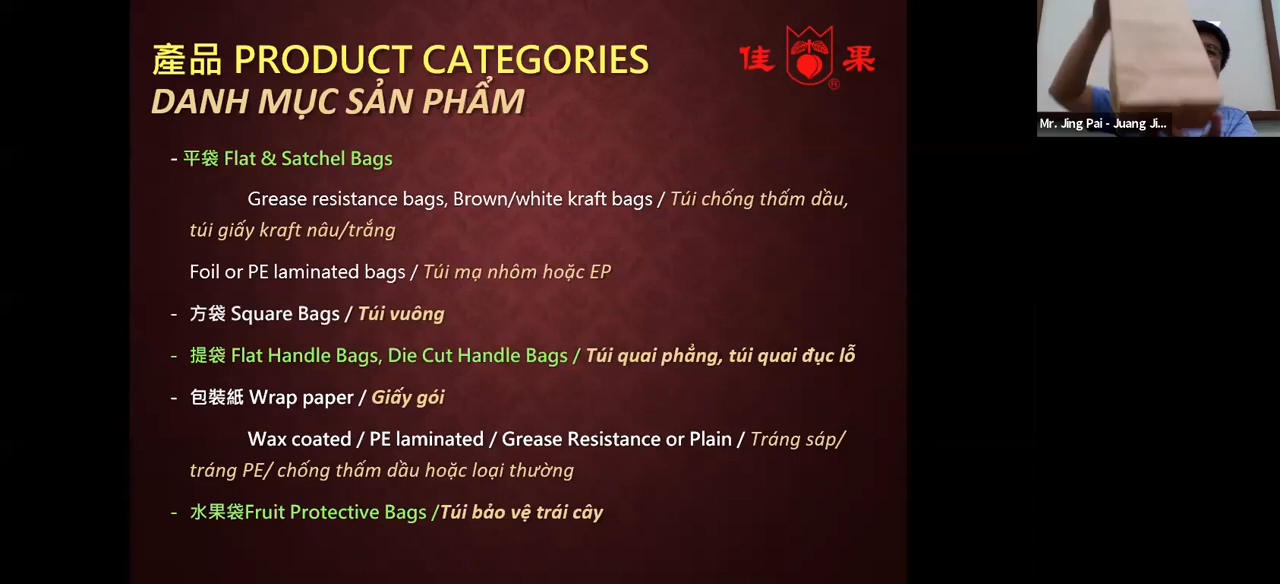 產品 PRODUCT CATEGORIES
DANH MỤC SẢN PHẨM
佳 果
®
Mr. Jing Pai - Juang Ji...
- 平袋 Flat & Satchel Bags
Grease resistance bags, Brown/white kraft bags / Túi chống thấm dầu,
túi giấy kraft nâu/trắng
Foil or PE laminated bags / Túi mạ nhôm hoặc EP
- 方袋 Square Bags / Túi vuông
- 提袋 Flat Handle Bags, Die Cut Handle Bags / Túi quai phẳng, túi quai đục lỗ
- 包裝紙 Wrap paper / Giấy gói
Wax coated / PE laminated / Grease Resistance or Plain / Tráng sáp/
tráng PE/ chống thấm dầu hoặc loại thường
- 水果袋Fruit Protective Bags /Túi bảo vệ trái cây